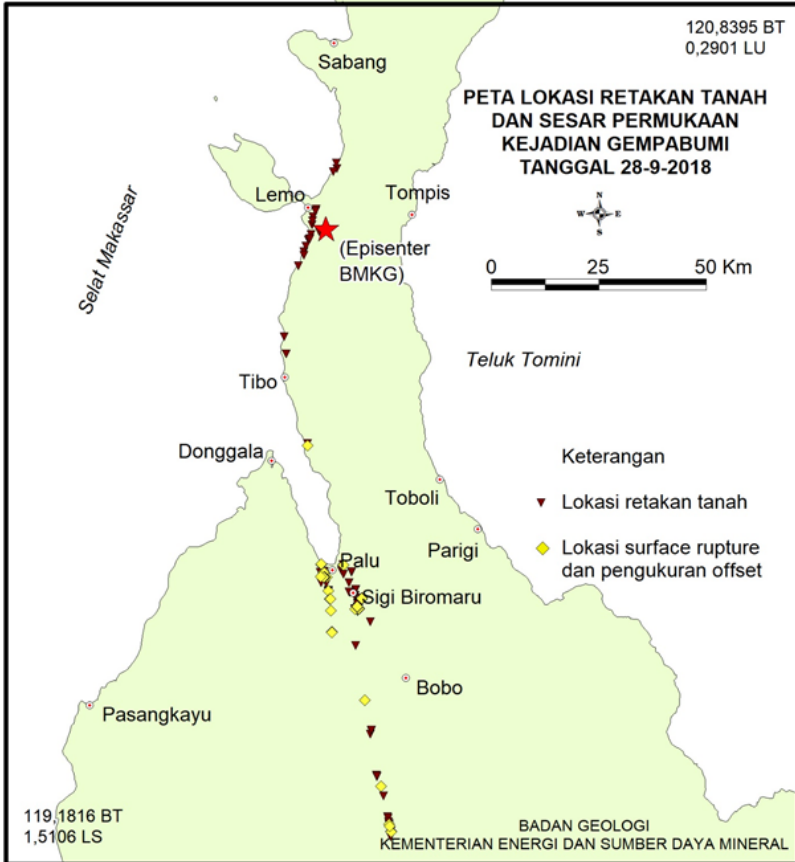 120,8395 BT
0,2901 LU
Sabang
PETA LOKASI RETAKAN TANAH
DAN SESAR PERMUKAAN
KEJADIAN GEMPABUMI
TANGGAL 28-9-2018
Lemo
Tompis
N
W E
S
Selat Makassar
(Episenter
BMKG)
0 25 50 Km
Teluk Tomini
Tibo
Donggala
Keterangan
Toboli
Lokasi retakan tanah
Parigi
Lokasi surface rupture
dan pengukuran offset
Palu
Sigi Biromaru
Bobo
Pasangkayu
119,1816 BT
1,5106 LS
BADAN GEOLOGI
KEMENTERIAN ENERGI DAN SUMBER DAYA MINERAL